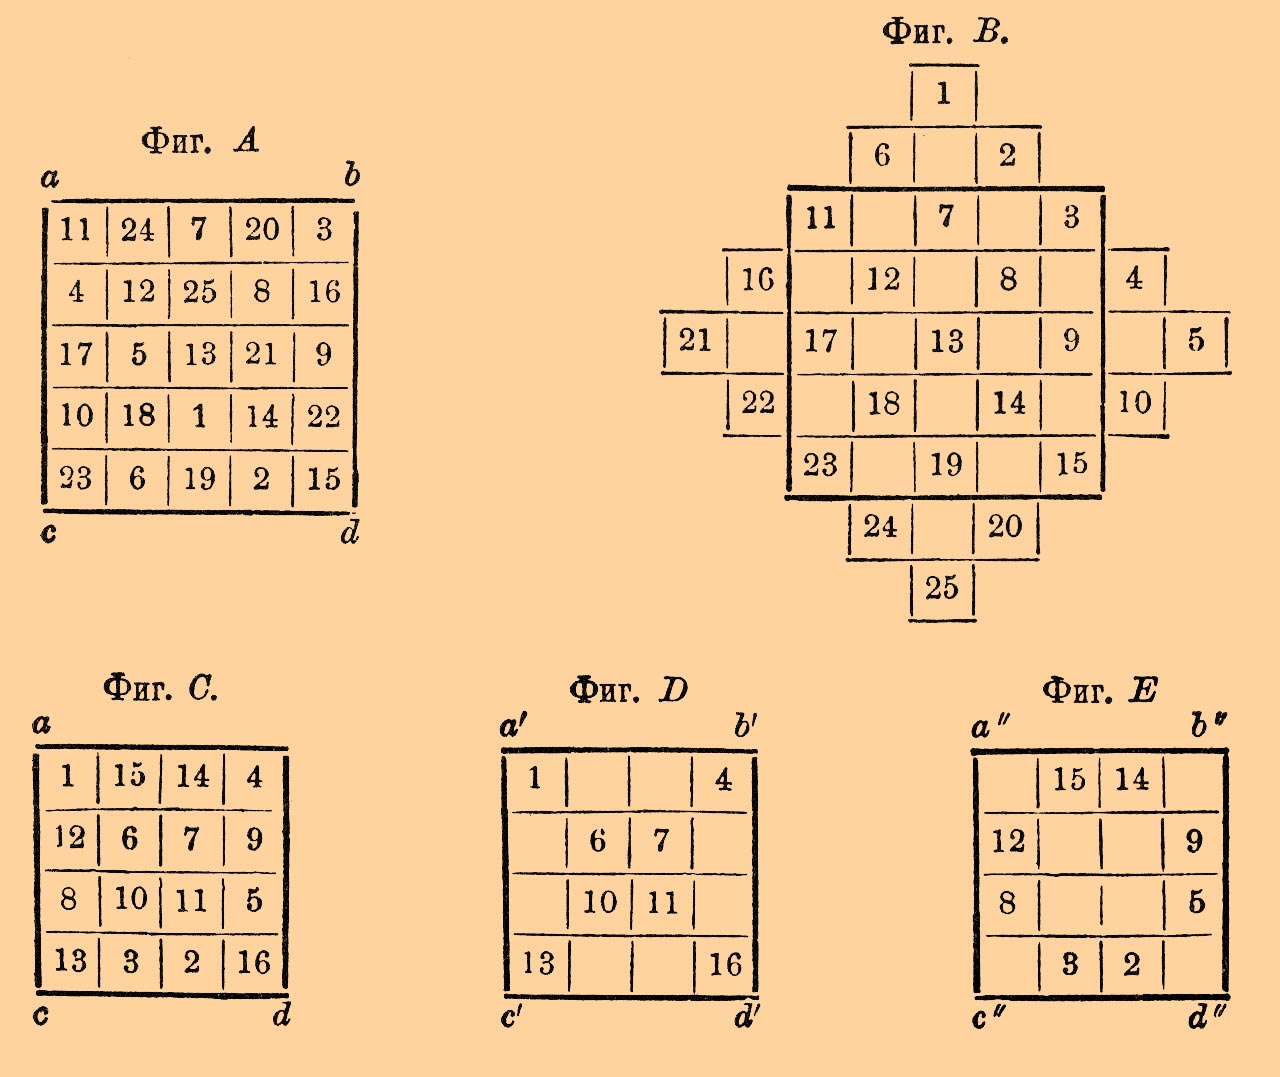 Фиг. A
a b
11 24 7 20 3
4 12 25 8 16
17 5 13 21 9
10 18 1 14 22
23 6 19 2 15
c d
Фиг. B.
1
6 2
11 7 3
16 12 8 4
21 17 13 9 5
22 18 14 10
23 19 15
24 20
25
Фиг. C.
a
1 15 14 4
12 6 7 9
8 10 11 5
13 3 2 16
c d
Фиг. D
a' b'
1 4
6 7
10 11
13 16
c' d'
Фиг. E
a" b"
15 14
12 9
8 5
3 2
c" d"